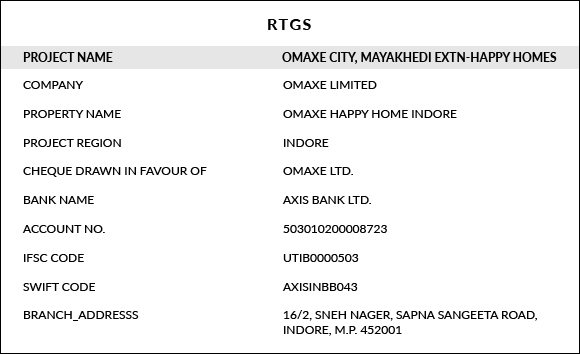 RTGS
PROJECT NAME OMAXE CITY, MAYAKHEDI EXTN-HAPPY HOMES
COMPANY OMAXE LIMITED
PROPERTY NAME OMAXE HAPPY HOME INDORE
PROJECT REGION INDORE
CHEQUE DRAWN IN FAVOUR OF OMAXE LTD.
BANK NAME AXIS BANK LTD.
ACCOUNT NO. 503010200008723
IFSC CODE UTIB0000503
SWIFT CODE AXISINBB043
BRANCH_ADDRESSS 16/2, SNEH NAGER, SAPNA SANGEETA ROAD,
INDORE, M.P. 452001